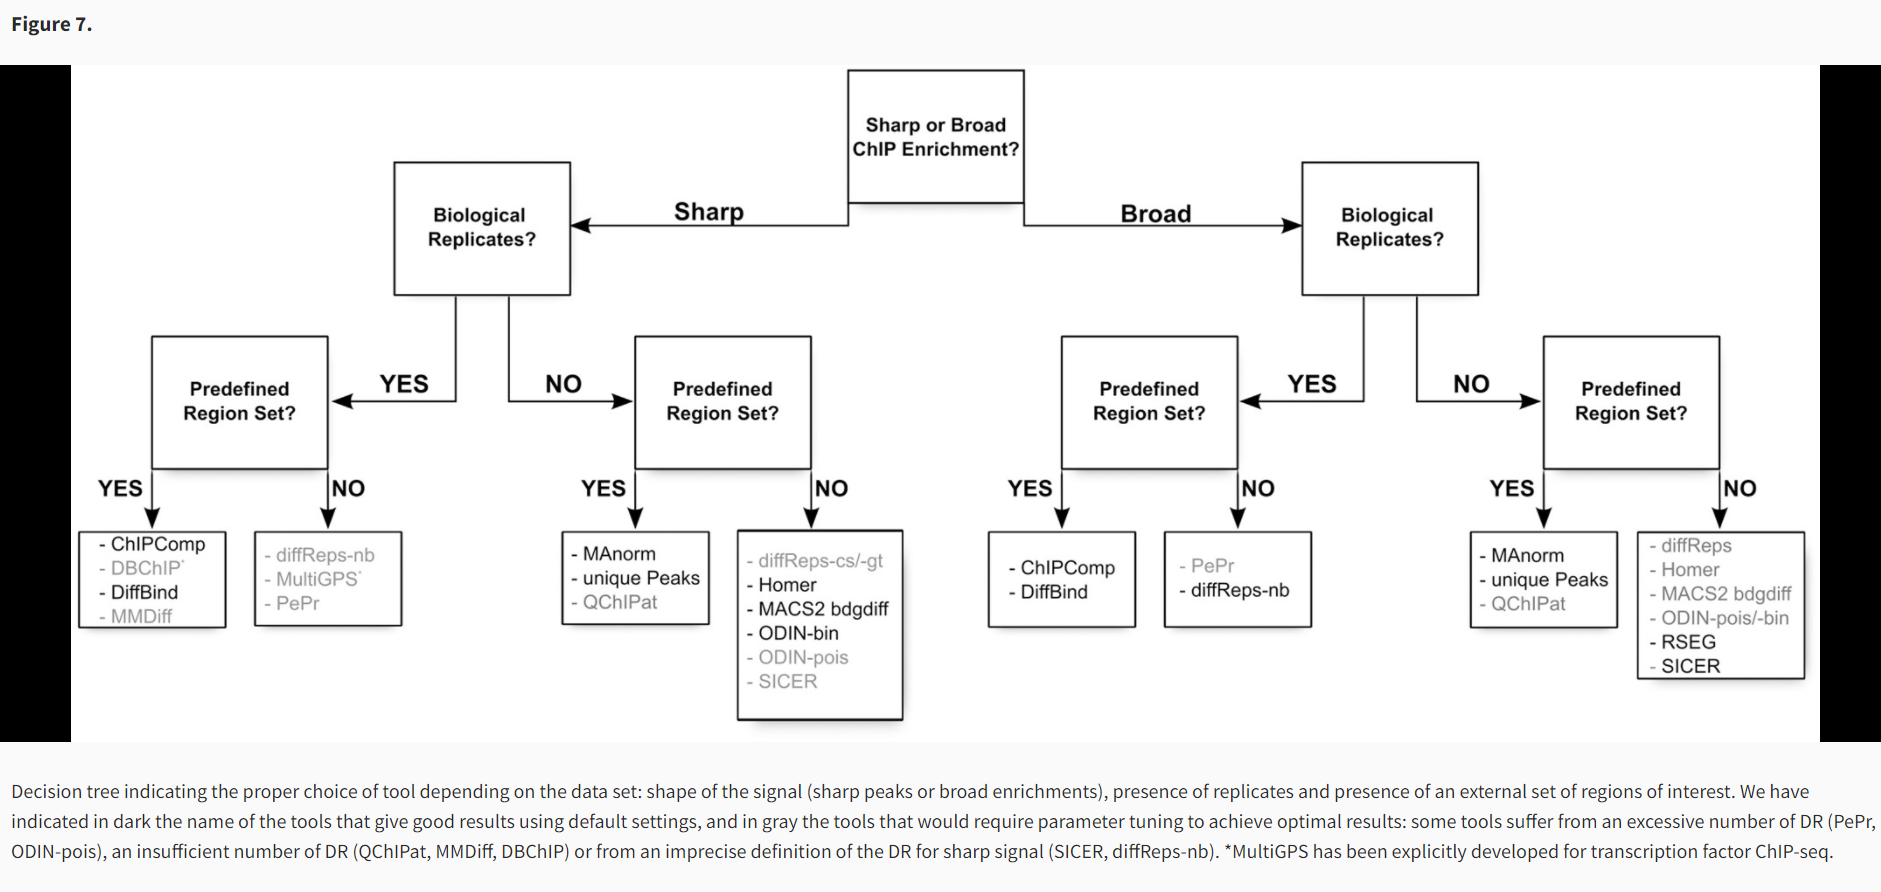 Figure 7.
Sharp or Broad
ChIP Enrichment?
Sharp
Broad
Biological
Replicates?
Biological
Replicates?
YES
NO
YES
NO
Predefined
Region Set?
Predefined
Region Set?
Predefined
Region Set?
Predefined
Region Set?
YES
NO
YES
NO
YES
NO
YES
NO
- ChIPComp
- DBChIP*
- DiffBind
- MMDiff
- diffReps-nb
- MultiGPS*
- PePr
- MAnorm
- unique Peaks
- QChIPat
- diffReps-cs/-gt
- Homer
- MACS2 bdgdiff
- ODIN-bin
- ODIN-pois
- SICER
- ChIPComp
- DiffBind
- PePr
- diffReps-nb
- MAnorm
- unique Peaks
- QChIPat
- diffReps
- Homer
- MACS2 bdgdiff
- ODIN-pois/-bin
- RSEG
- SICER
Decision tree indicating the proper choice of tool depending on the data set: shape of the signal (sharp peaks or broad enrichments), presence of replicates and presence of an external set of regions of interest. We have
indicated in dark the name of the tools that give good results using default settings, and in gray the tools that would require parameter tuning to achieve optimal results: some tools suffer from an excessive number of DR (PePr,
ODIN-pois), an insufficient number of DR (QChIPat, MMDiff, DBChIP) or from an imprecise definition of the DR for sharp signal (SICER, diffReps-nb). *MultiGPS has been explicitly developed for transcription factor ChIP-seq.